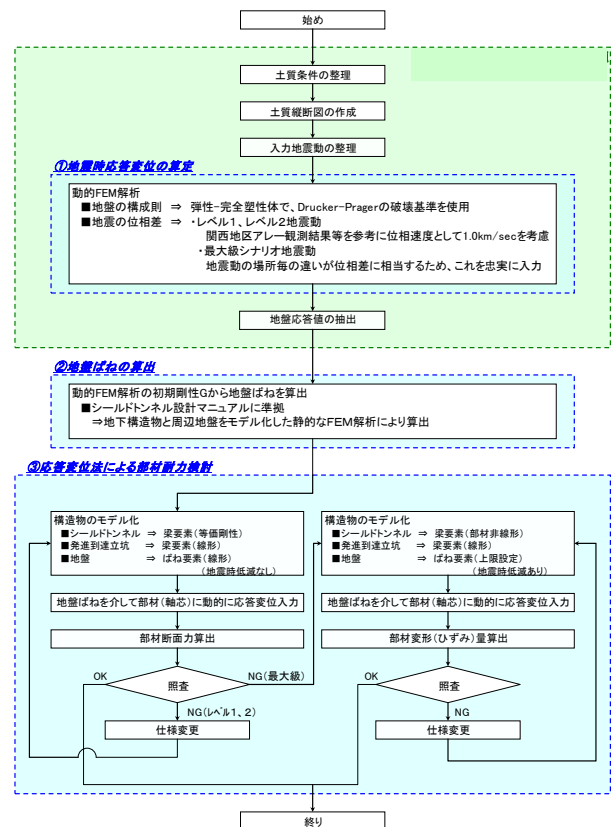 始め
土質条件の整理
土質縦断図の作成
入力地震動の整理
①地震時応答変位の算定
動的FEM解析
■地盤の構成則 ⇒ 弾性-完全塑性体で、Drucker-Pragerの破壊基準を使用
■地震の位相差 ⇒ ・レベル1、レベル2地震動
関西地区アレー観測結果等を参考に位相速度として1.0km/secを考慮
・最大級シナリオ地震動
地震動の場所毎の違いが位相差に相当するため、これを忠実に入力
地盤応答値の抽出
②地盤ばねの算出
動的FEM解析の初期剛性Gから地盤ばねを算出
■シールドトンネル設計マニュアルに準拠
⇒地下構造物と周辺地盤をモデル化した静的なFEM解析により算出
③応答変位法による部材耐力検討
構造物のモデル化
■シールドトンネル ⇒ 梁要素(等価剛性)
■発進到達立坑 ⇒ 梁要素(線形)
■地盤 ⇒ ばね要素(線形)
(地震時低減なし)
地盤ばねを介して部材(軸芯)に動的に応答変位入力
部材断面力算出
OK
照査
NG(最大級)
NG(レベル1、2)
仕様変更
構造物のモデル化
■シールドトンネル ⇒ 梁要素(部材非線形)
■発進到達立坑 ⇒ 梁要素(線形)
■地盤 ⇒ ばね要素(上限設定)
(地震時低減あり)
地盤ばねを介して部材(軸芯)に動的に応答変位入力
部材変形(ひずみ)量算出
OK
照査
NG
仕様変更
終り